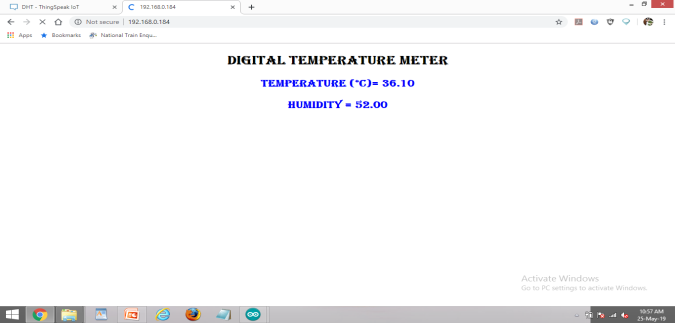 DHT - ThingSpeak IoT
192.168.0.184
Not secure | 192.168.0.184
Apps Bookmarks National Train Enqu...
DIGITAL TEMPERATURE METER
TEMPERATURE (°C)= 36.10
HUMIDITY = 52.00
Activate Windows
Go to PC settings to activate Windows.
10:57 AM
25-May-19